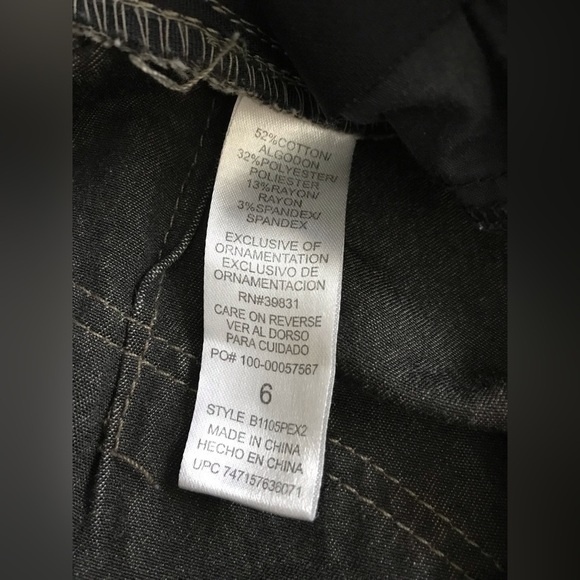 52%COTTON/
ALGODON
32%POLYESTER/
POLIESTER
13%RAYON/
RAYON
3%SPANDEX/
SPANDEX
EXCLUSIVE OF
ORNAMENTATION
EXCLUSIVO DE
ORNAMENTACION
RN#39831
CARE ON REVERSE
VER AL DORSO
PARA CUIDADO
PO# 100-00057567
6
STYLE B1105PEX2
MADE IN CHINA
HECHO EN CHINA
UPC 747157636071